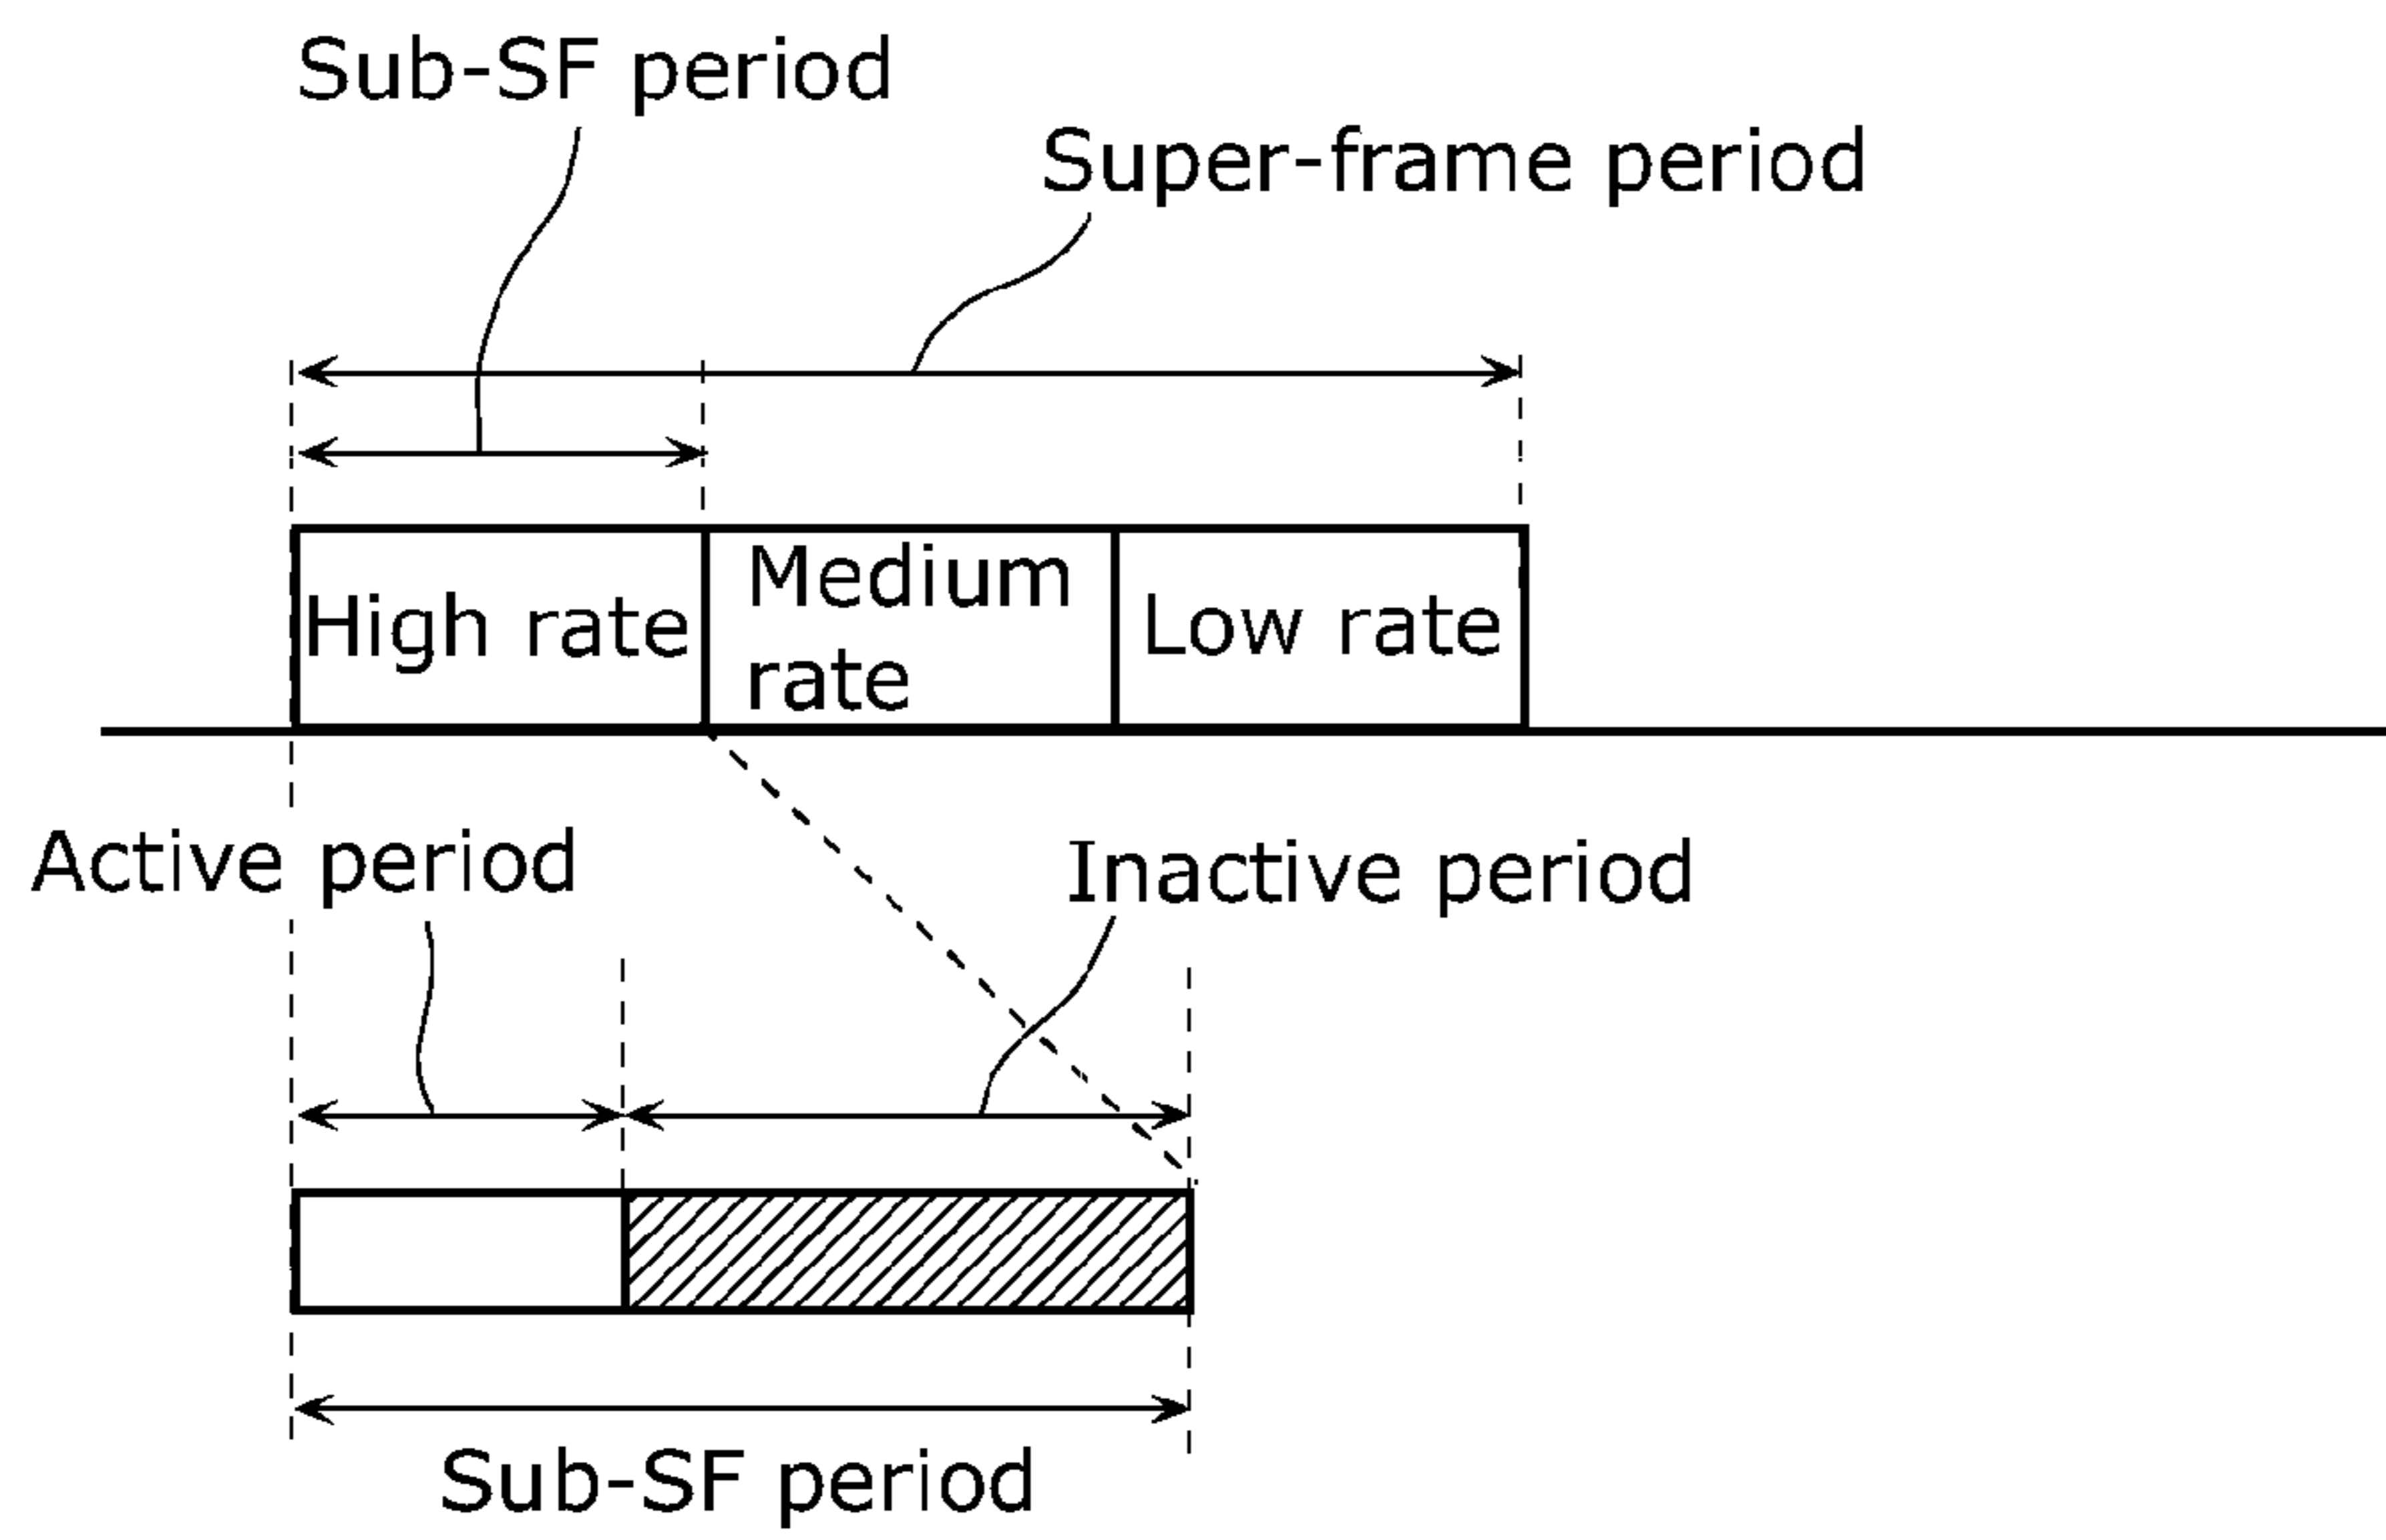 Sub-SF period
Super-frame period
High rate
Medium
rate
Low rate
Active period
Inactive period
Sub-SF period